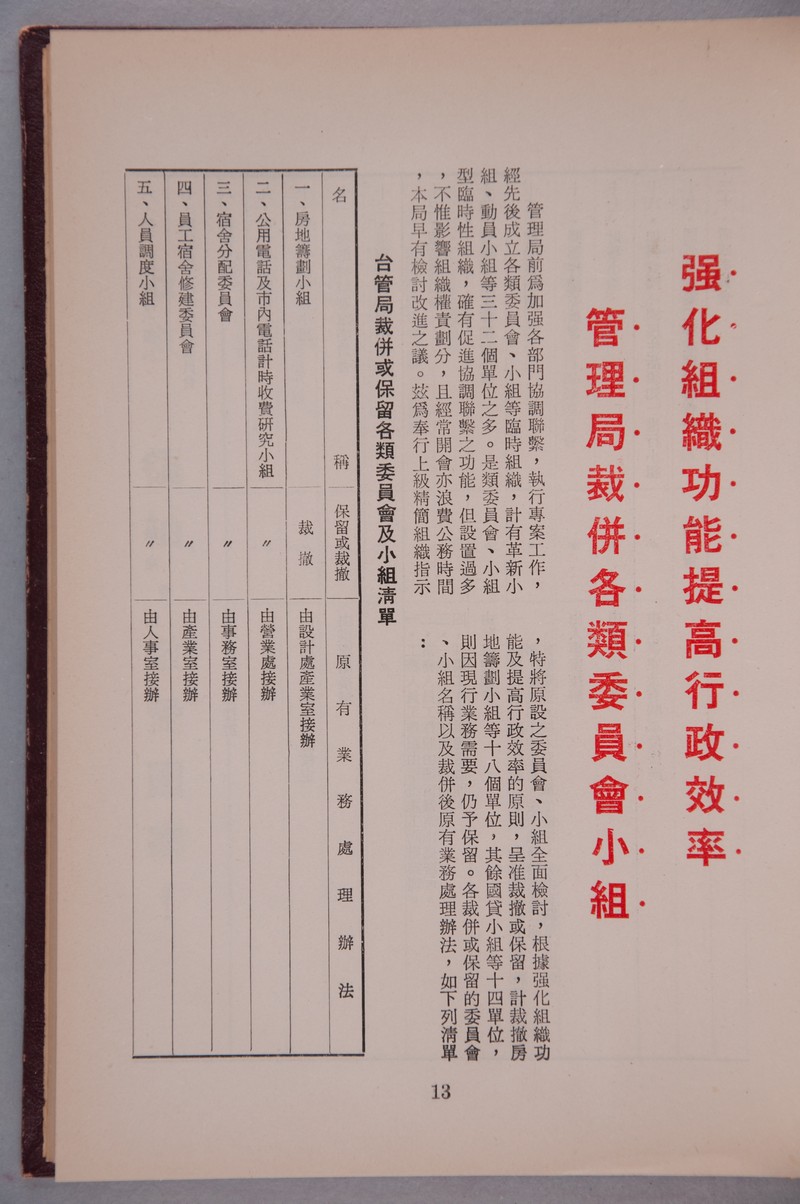 强化組織功能提高行政效率
管理局裁併各類委員會小組
管理局前爲加强各部門協調聯繫，執行專案工作，
經先後成立各類委員會、小組等臨時組織，計有革新小
組、動員小組等三十二個單位之多。是類委員會、小組
型臨時性組織，確有促進協調聯繫之功能，但設置過多
，不惟影響組織權責劃分，且經常開會亦浪費公務時間
，本局早有檢討改進之議。玆爲奉行上級精簡組織指示
，特將原設之委員會、小組全面檢討，根據强化組織功
能及提高行政效率的原則，呈准裁撤或保留，計裁撤房
地籌劃小組等十八個單位，其餘國貸小組等十四單位，
則因現行業務需要，仍予保留。各裁併或保留的委員會
、小組名稱以及裁併後原有業務處理辦法，如下列清單
：
台管局裁併或保留各類委員會及小組清單
名稱 保留或裁撤 原有業務處理辦法
一、房地籌劃小組 裁撤 由設計處產業室接辦
二、公用電話及市內電話計時收費研究小組 〃 由營業處接辦
三、宿舍分配委員會 〃 由事務室接辦
四、員工宿舍修建委員會 〃 由產業室接辦
五、人員調度小組 〃 由人事室接辦
13